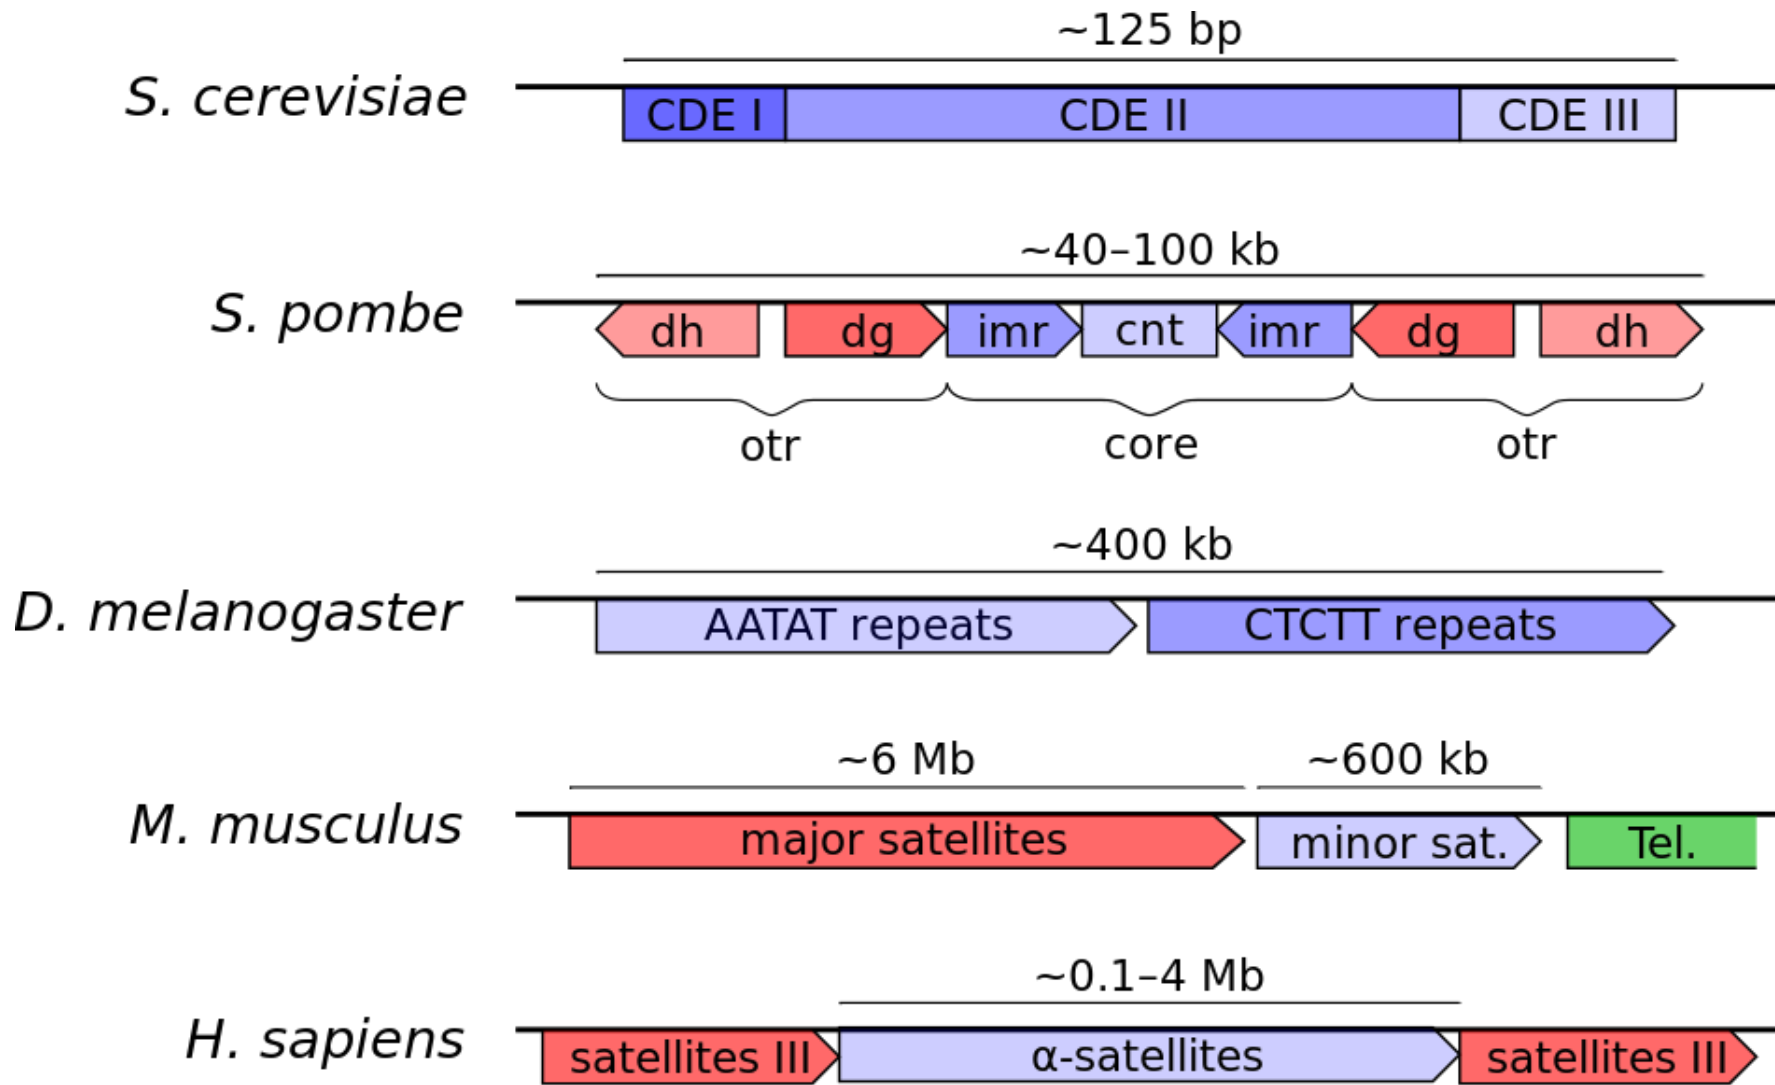 ~125 bp
S. cerevisiae
CDE I CDE II CDE III
~40–100 kb
S. pombe
dh dg imr cnt imr dg dh
otr core otr
~400 kb
D. melanogaster
AATAT repeats CTCTT repeats
~6 Mb ~600 kb
M. musculus
major satellites minor sat. Tel.
~0.1–4 Mb
H. sapiens
satellites III α-satellites satellites III